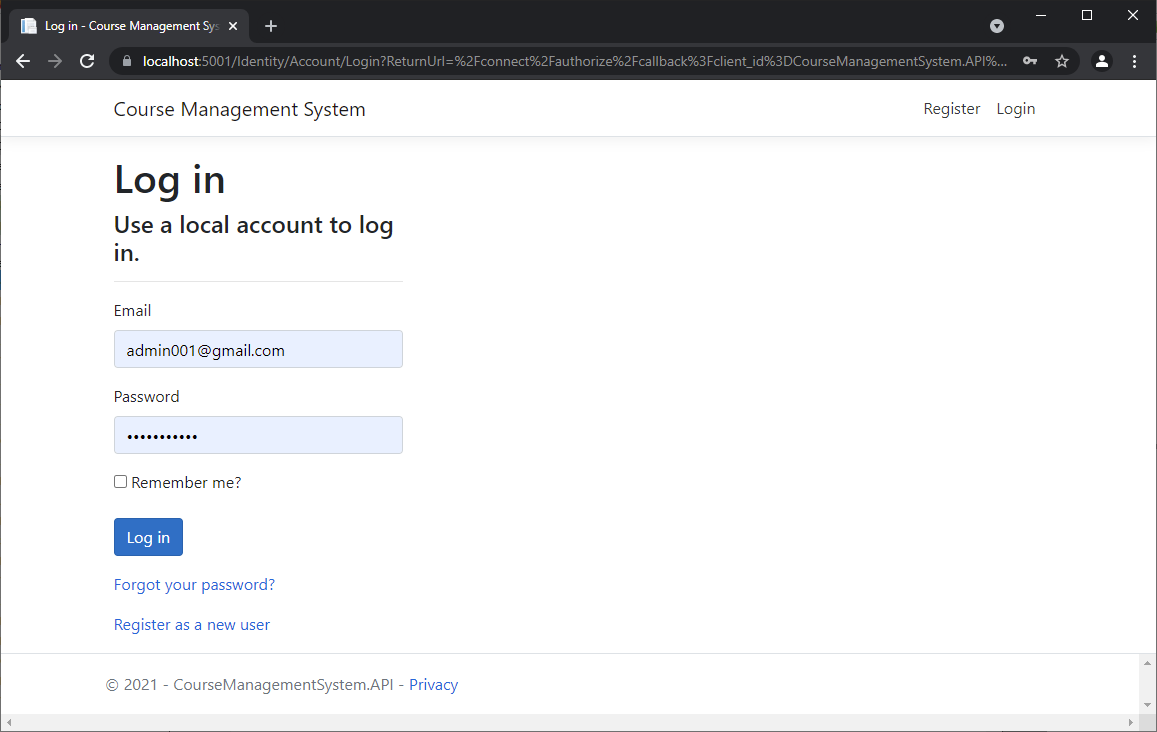 Log in - Course Management Sys
localhost:5001/Identity/Account/Login?ReturnUrl=%2Fconnect%2Fauthorize%2Fcallback%3Fclient_id%3DCourseManagementSystem.API%...
Course Management System
Register Login
Log in
Use a local account to log
in.
Email
admin001@gmail.com
Password
•••••••••••
Remember me?
Log in
Forgot your password?
Register as a new user
© 2021 - CourseManagementSystem.API - Privacy